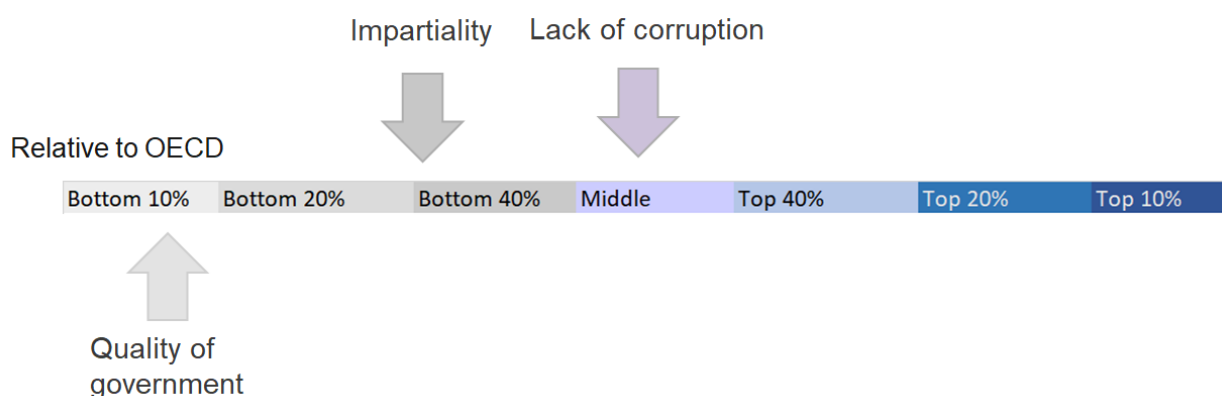 Impartiality
Lack of corruption
Relative to OECD
Bottom 10%
Bottom 20%
Bottom 40%
Middle
Top 40%
Top 20%
Top 10%
Quality of
government